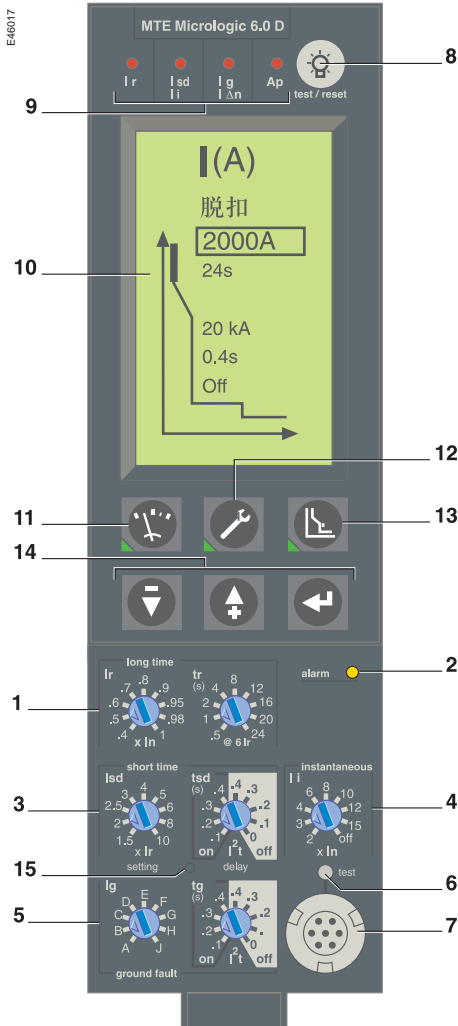 E46017
MTE Micrologic 6.0 D
8
I r
I sd
I i
I g
I Δn
Ap
test / reset
9
I(A)
脱扣
2000A
24s
10
20 kA
0.4s
Off
12
11
13
14
long time
Ir
.4 .5 .6 .7 .8 .9 .95 .98 1
x In
tr
(s)
.5 1 2 4 8 12 16 20 24
@ 6 Ir
alarm
2
1
short time
Isd
1.5 2 2.5 3 4 5 6 8 10
x Ir
tsd
(s)
.1 .2 .3 .4 .4 .3 .2 .1 0
on I²t off
instantaneous
I i
2 3 4 6 8 10 12 15 off
x In
3
4
setting
delay
15
test
6
Ig
A B C D E F G H J
tg
(s)
.1 .2 .3 .4 .4 .3 .2 .1 0
on I²t off
5
7
ground fault